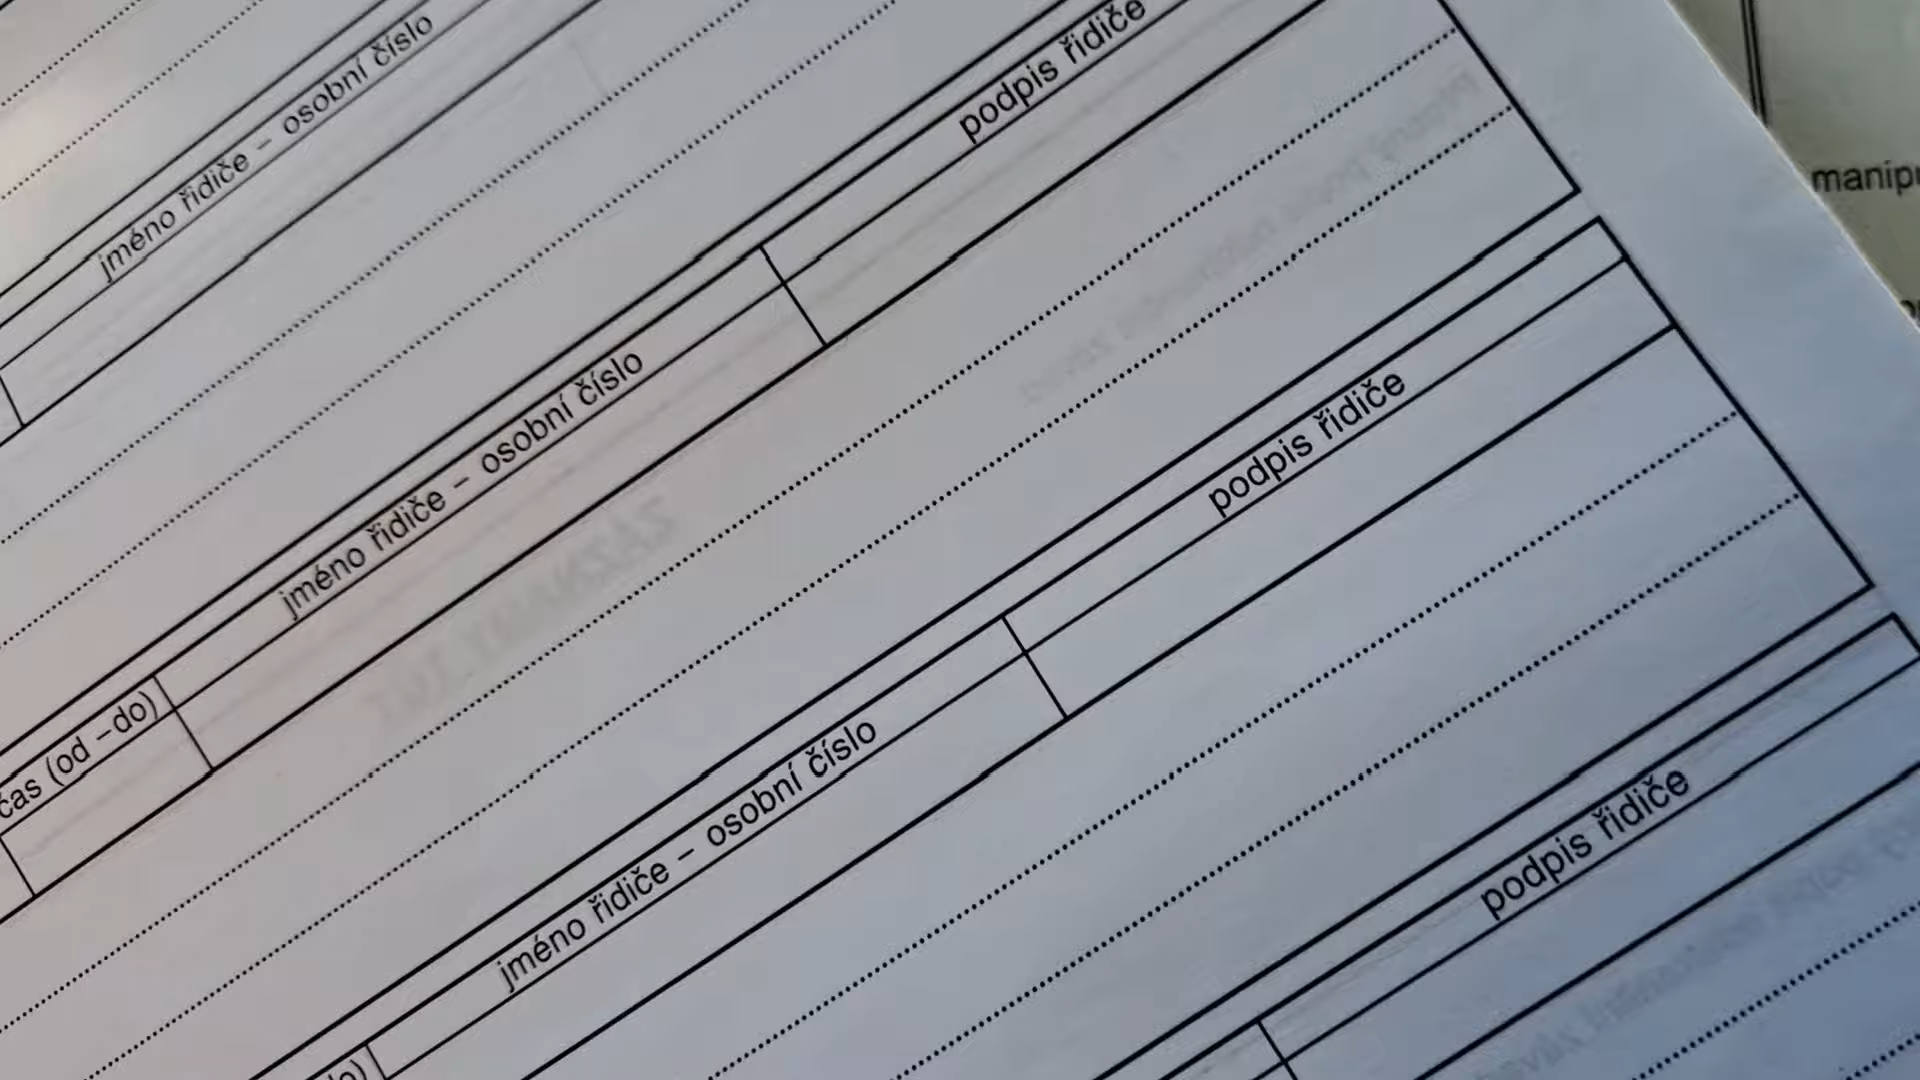 jméno řidiče – osobní číslo
podpis řidiče
čas (od –do)
jméno řidiče – osobní číslo
podpis řidiče
jméno řidiče – osobní číslo
podpis řidiče